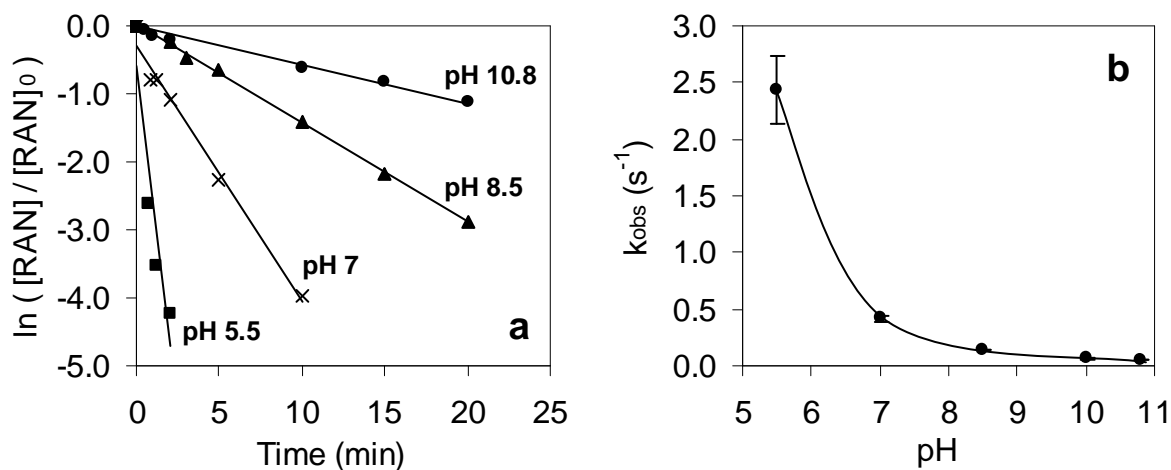 ln ( [RAN] / [RAN]0 )
0.0
-1.0
-2.0
-3.0
-4.0
-5.0
pH 10.8
pH 8.5
pH 7
pH 5.5
a
0 5 10 15 20 25
Time (min)
kobs (s-1)
3.0
2.5
2.0
1.5
1.0
0.5
0.0
b
5 6 7 8 9 10 11
pH